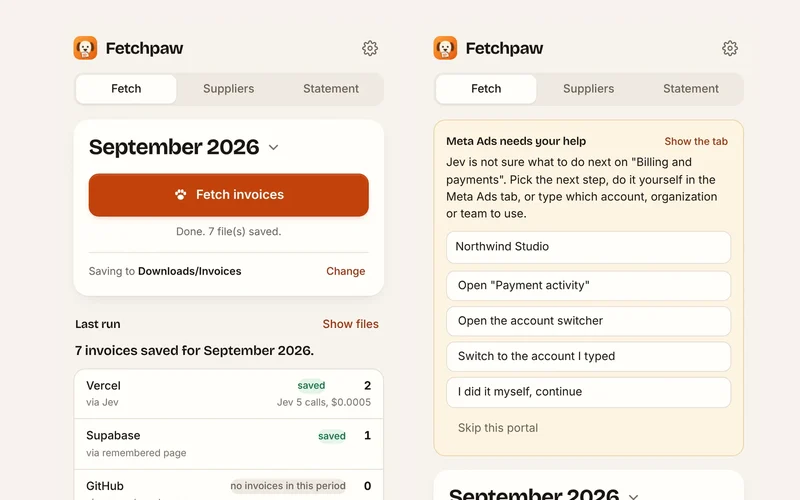 Fetchpaw
Fetch
Suppliers
Statement
September 2026
Fetch invoices
Done. 7 file(s) saved.
Saving to Downloads/Invoices
Change
Last run
Show files
7 invoices saved for September 2026.
Vercel
saved
2
via Jev
Jev 5 calls, $0.0005
Supabase
saved
1
via remembered page
GitHub
no invoices in this period
0
Fetchpaw
Fetch
Suppliers
Statement
Meta Ads needs your help
Show the tab
Jev is not sure what to do next on "Billing and
payments". Pick the next step, do it yourself in the
Meta Ads tab, or type which account, organization
or team to use.
Northwind Studio
Open "Payment activity"
Open the account switcher
Switch to the account I typed
I did it myself, continue
Skip this portal
September 2026